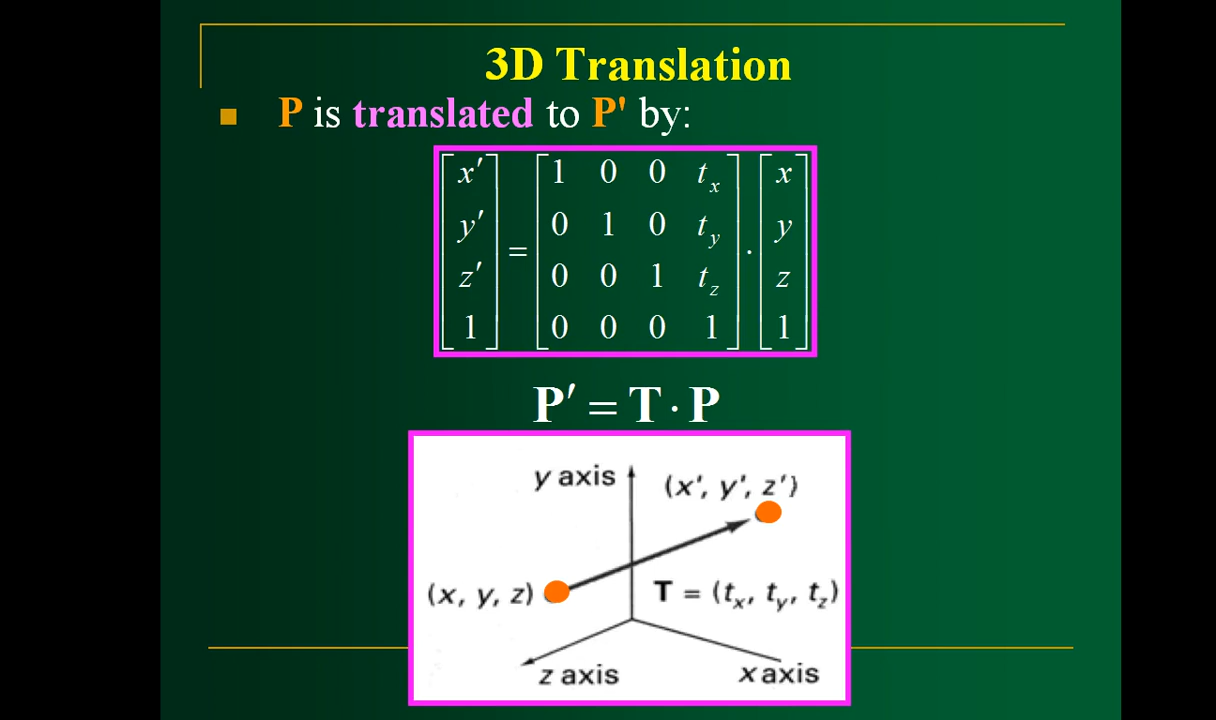 3D Translation
P is translated to P' by:
x′ 1 0 0 tx x
y′ 0 1 0 ty y
= ·
z′ 0 0 1 tz z
1 0 0 0 1 1
P′ = T · P
y axis (x', y', z')
(x, y, z) T = (tx, ty, tz)
z axis x axis